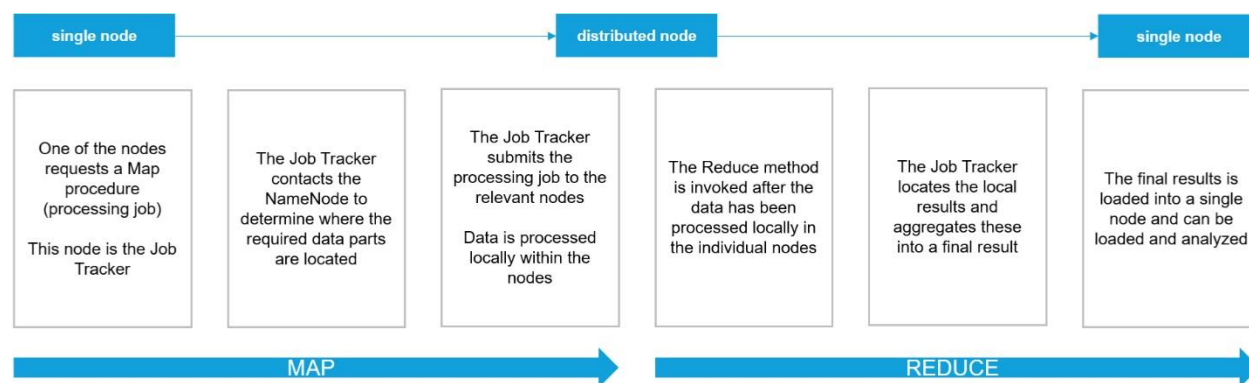 single node
distributed node
single node
One of the nodes
requests a Map
procedure
(processing job)
This node is the Job
Tracker
The Job Tracker
contacts the
NameNode to
determine where the
required data parts
are located
The Job Tracker
submits the
processing job to the
relevant nodes
Data is processed
locally within the
nodes
The Reduce method
is invoked after the
data has been
processed locally in
the individual nodes
The Job Tracker
locates the local
results and
aggregates these
into a final result
The final results is
loaded into a single
node and can be
loaded and analyzed
MAP
REDUCE